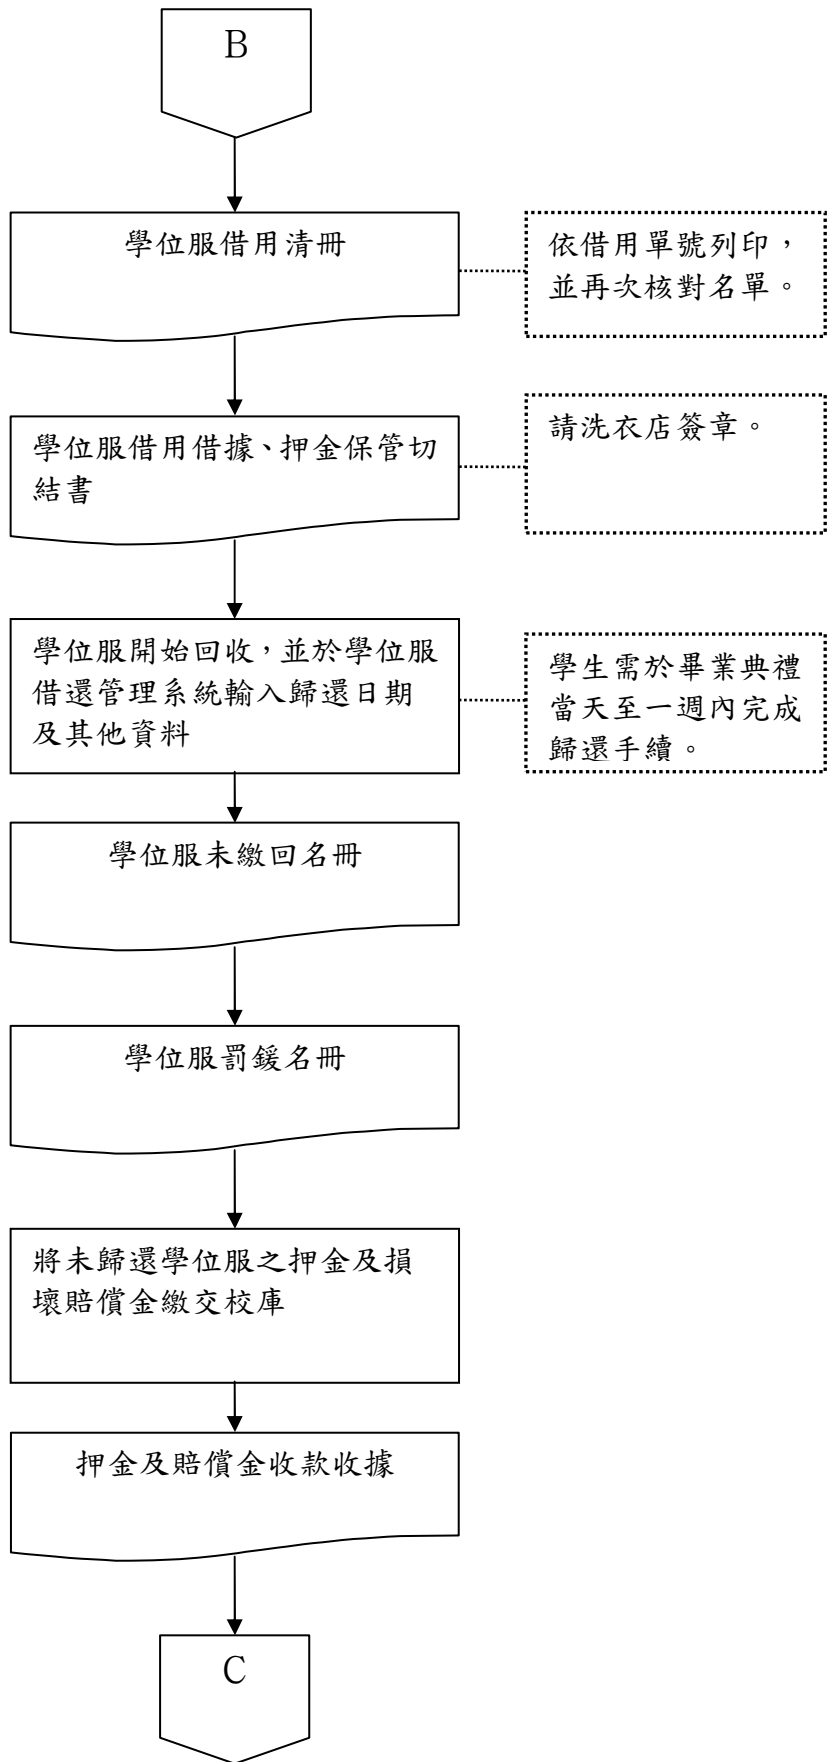 B
學位服借用清冊
依借用單號列印，
並再次核對名單。
學位服借用借據、押金保管切
結書
請洗衣店簽章。
學位服開始回收，並於學位服
借還管理系統輸入歸還日期
及其他資料
學生需於畢業典禮
當天至一週內完成
歸還手續。
學位服未繳回名冊
學位服罰鍰名冊
將未歸還學位服之押金及損
壞賠償金繳交校庫
押金及賠償金收款收據
C